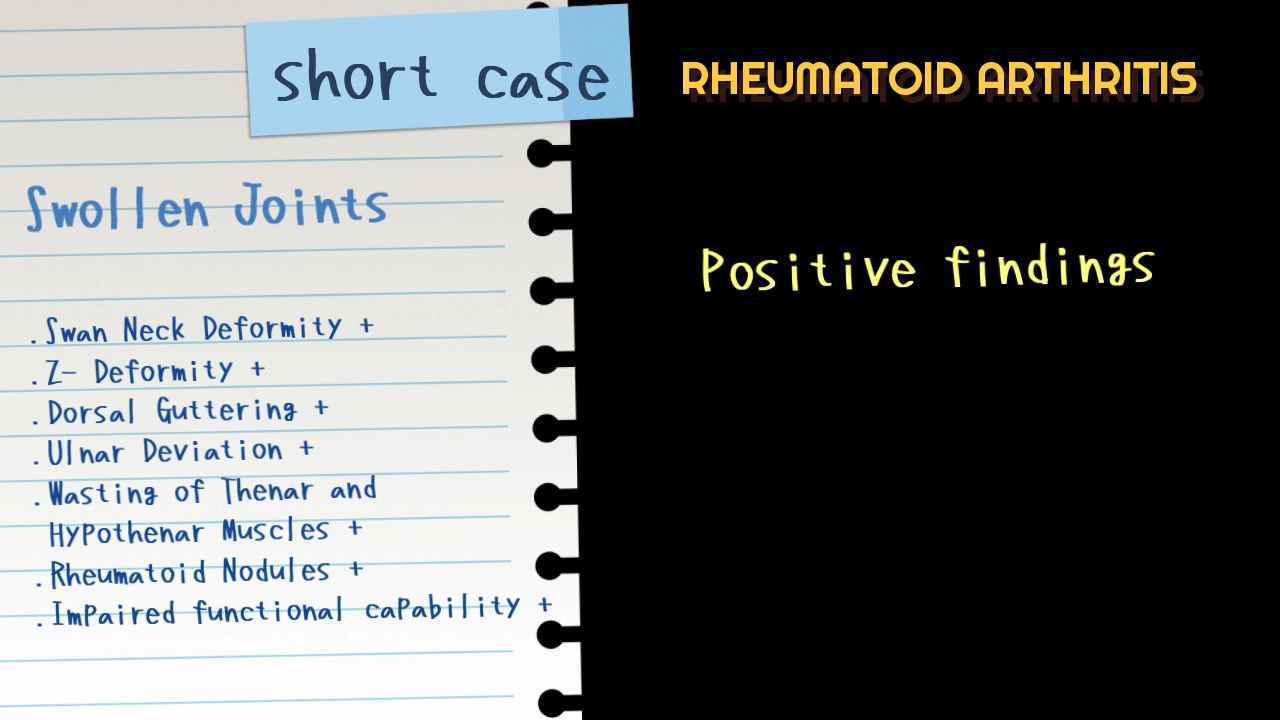 short case
RHEUMATOID ARTHRITIS
Swollen Joints
Positive findings
.Swan Neck Deformity +
.Z- Deformity +
.Dorsal Guttering +
.Ulnar Deviation +
.Wasting of Thenar and
Hypothenar Muscles +
.Rheumatoid Nodules +
.Impaired functional capability +